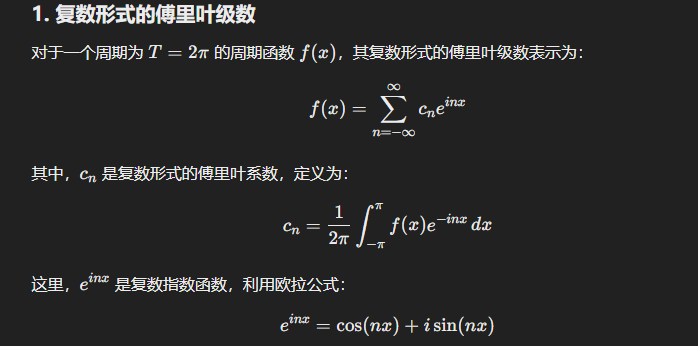 1. 复数形式的傅里叶级数
对于一个周期为 T = 2π 的周期函数 f(x)，其复数形式的傅里叶级数表示为：
f(x) = ∑_{n=-∞}^{∞} c_n e^{inx}
其中，c_n 是复数形式的傅里叶系数，定义为：
c_n = \frac{1}{2π} ∫_{-π}^{π} f(x)e^{-inx} dx
这里，e^{inx} 是复数指数函数，利用欧拉公式：
e^{inx} = cos(nx) + i sin(nx)